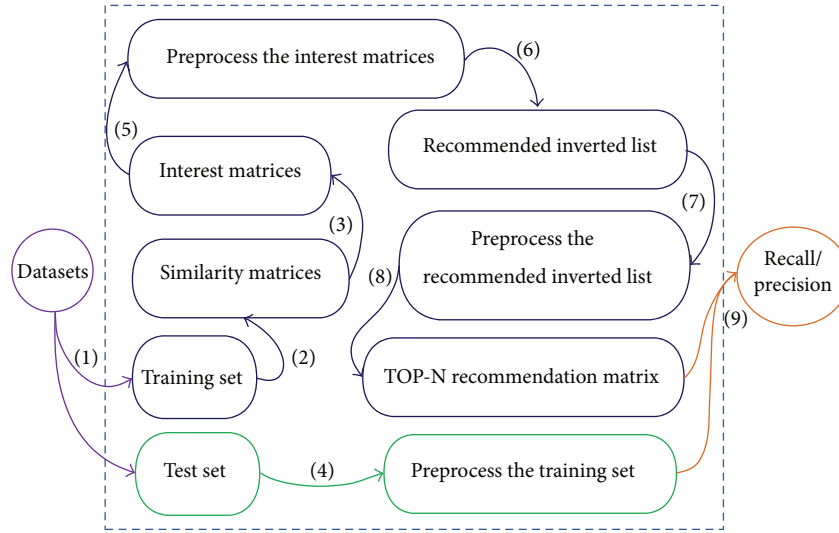 Preprocess the interest matrices
(6)
(5)
Recommended inverted list
Interest matrices
(7)
(3)
Preprocess the
recommended inverted list
Datasets
Similarity matrices
(8)
Recall/
precision
(9)
(1)
(2)
Training set
TOP-N recommendation matrix
Test set
(4)
Preprocess the training set